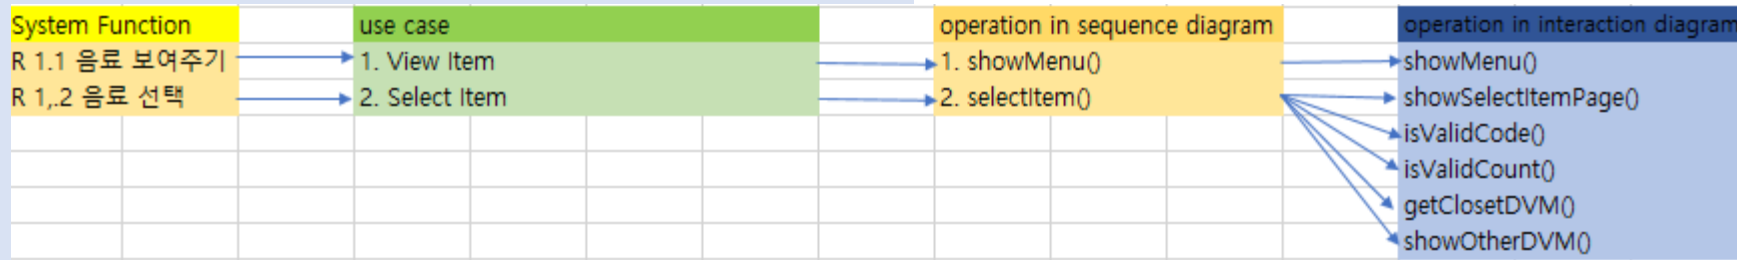 System Function use case operation in sequence diagram operation in interaction diagram
R 1.1 음료 보여주기 1. View Item 1. showMenu() showMenu()
R 1,.2 음료 선택 2. Select Item 2. selectItem() showSelectItemPage()
isValidCode()
isValidCount()
getClosetDVM()
showOtherDVM()